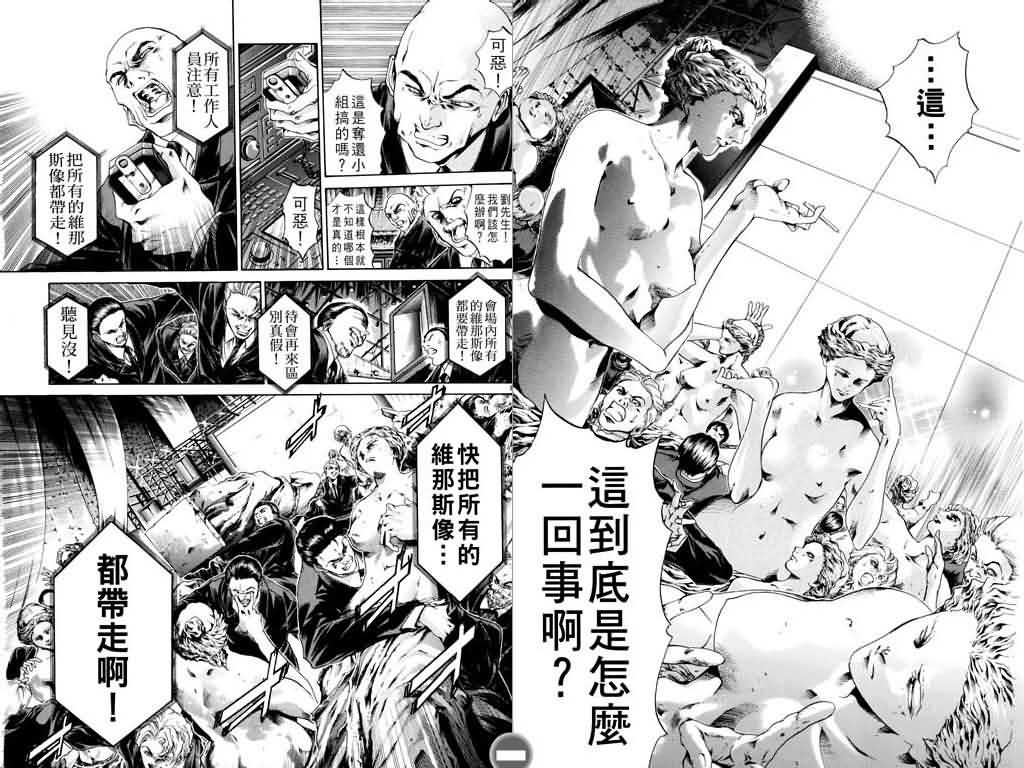 …這…
這到底是怎麼
一回事啊？
可惡！
這是奪還小
組搞的嗎？
劉先生！
我們該怎
麼辦啊？
這樣根本就
不知道哪個
才是真的…
可惡！
所有工作人
員注意！
把所有的維那
斯像都帶走！
會場內所有
的維那斯像
都要帶走！
待會再來區
別真假！
聽見沒！
快把所有的
維那斯像…
都帶走啊！